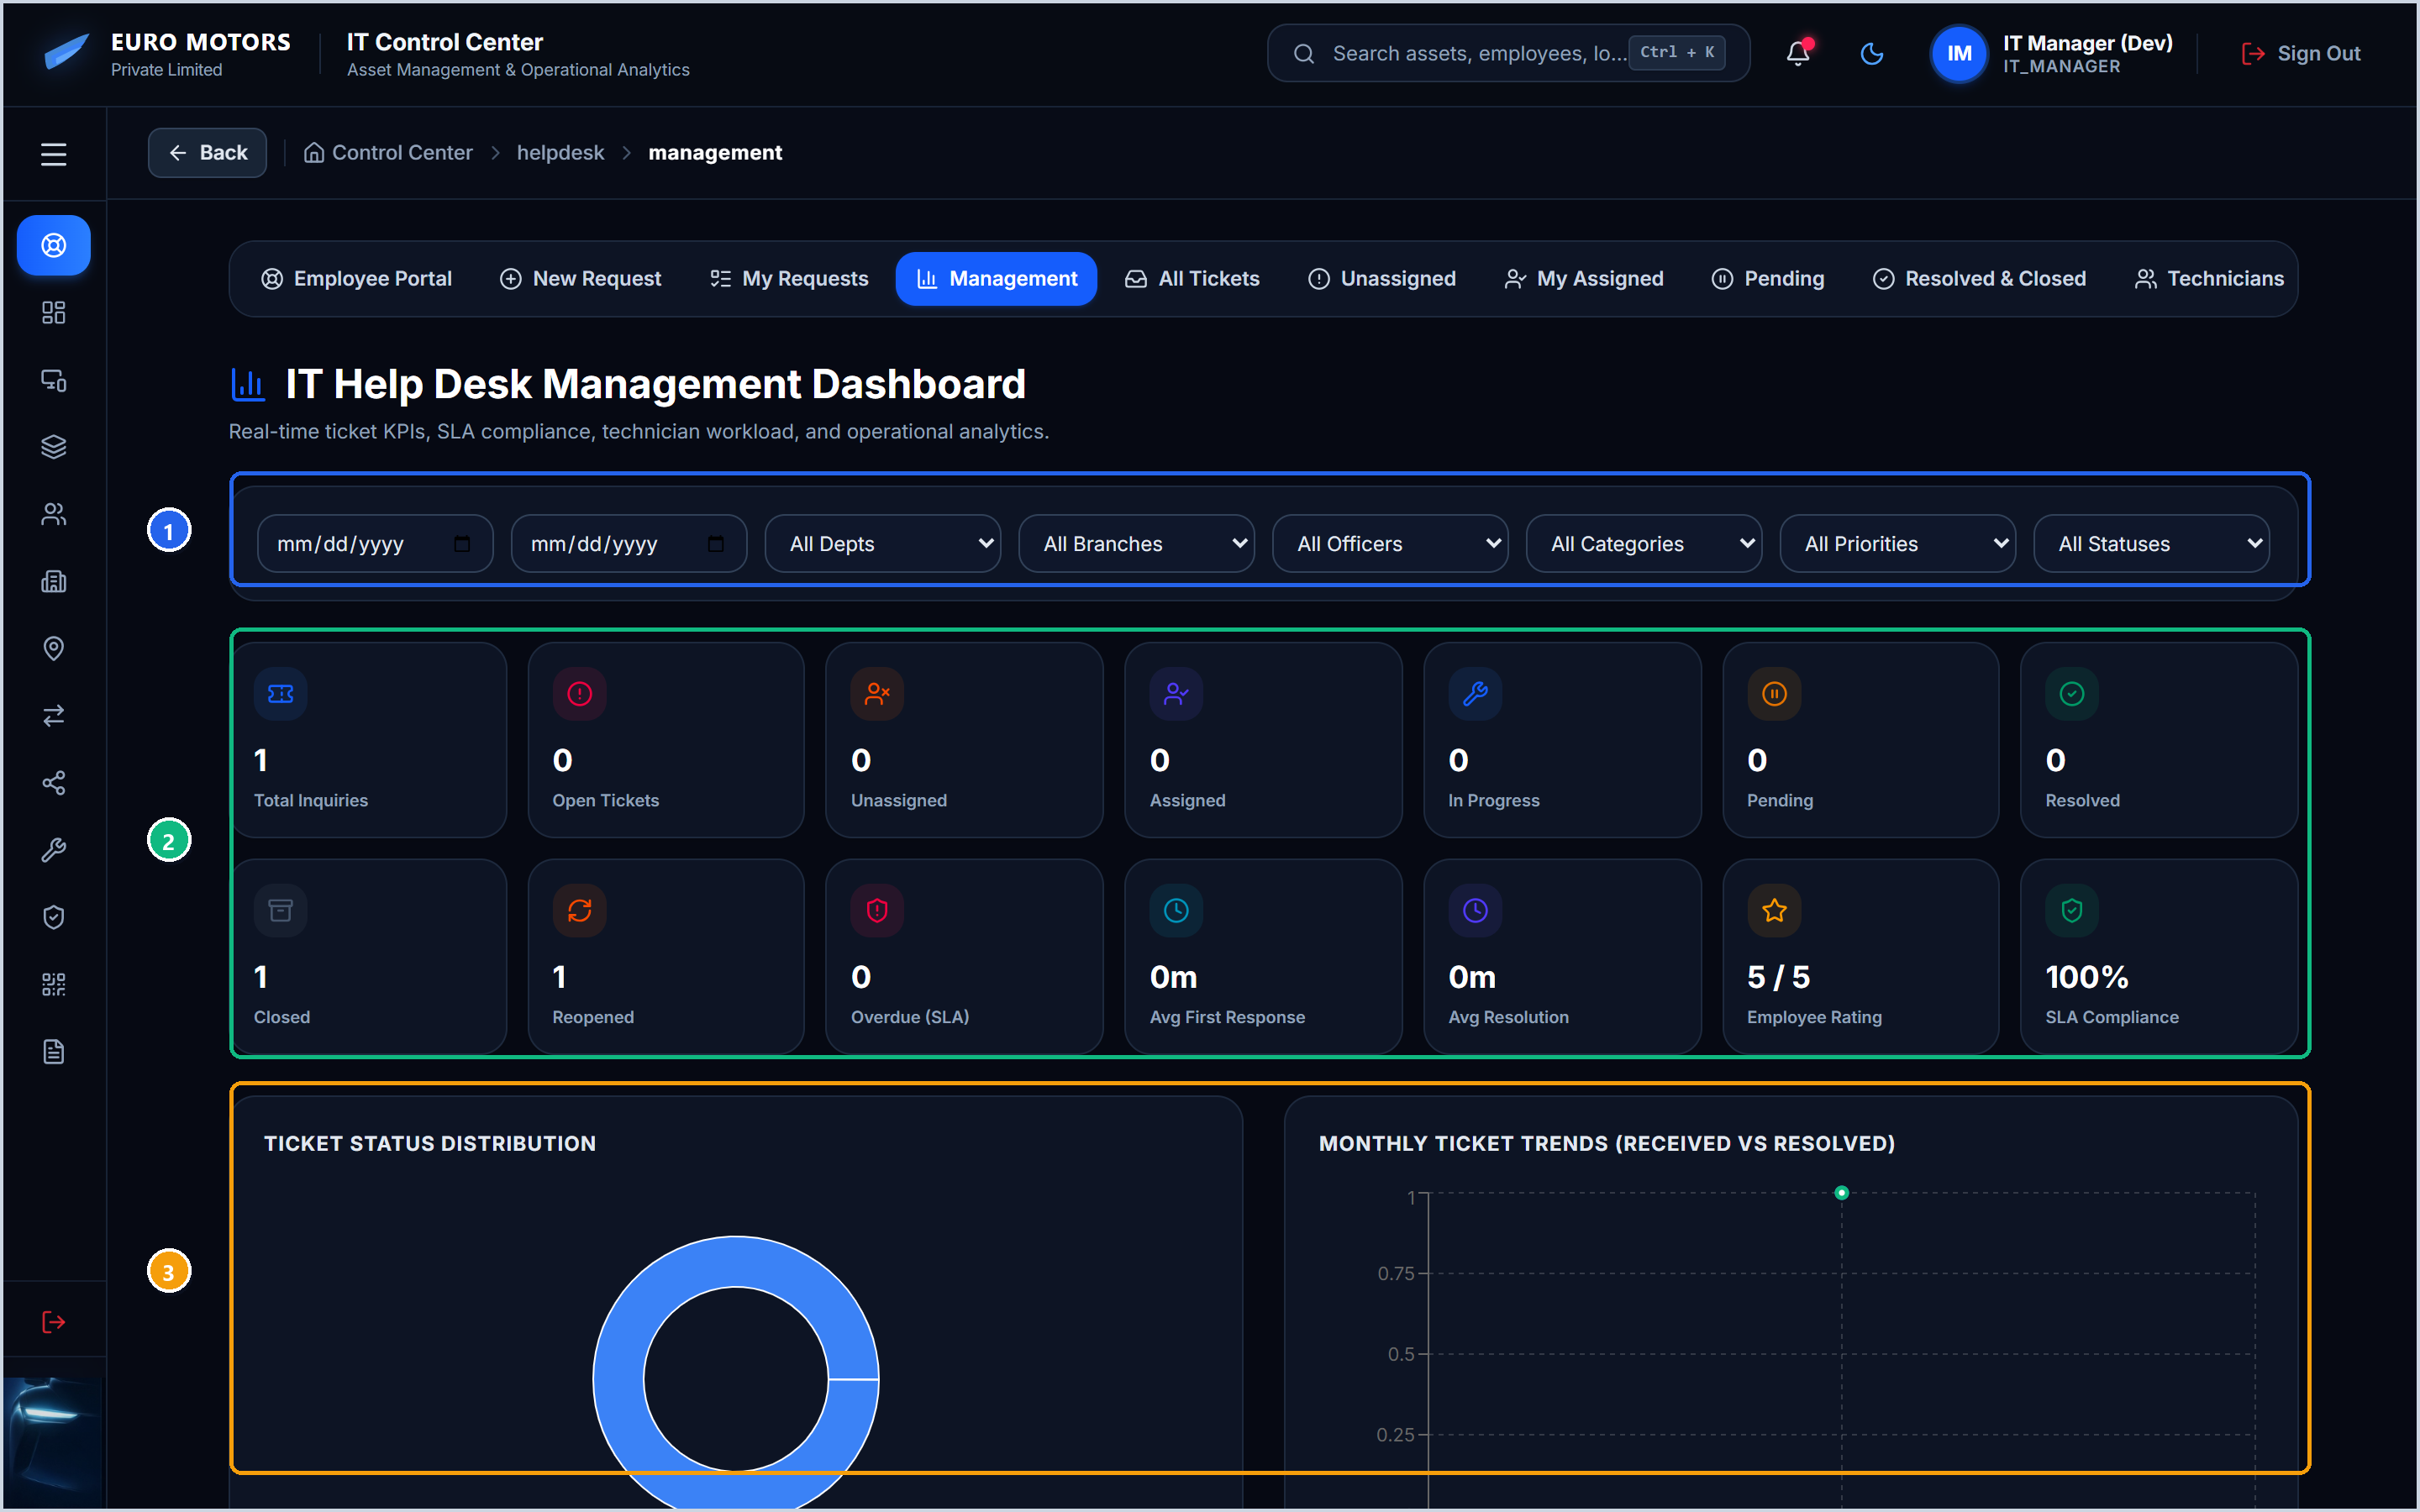 EURO MOTORS
Private Limited
IT Control Center
Asset Management & Operational Analytics
Search assets, employees, lo...
Ctrl + K
IM
IT Manager (Dev)
IT_MANAGER
Sign Out
Back
Control Center
helpdesk
management
Employee Portal
New Request
My Requests
Management
All Tickets
Unassigned
My Assigned
Pending
Resolved & Closed
Technicians
IT Help Desk Management Dashboard
Real-time ticket KPIs, SLA compliance, technician workload, and operational analytics.
1
mm/dd/yyyy
mm/dd/yyyy
All Depts
All Branches
All Officers
All Categories
All Priorities
All Statuses
2
1
Total Inquiries
0
Open Tickets
0
Unassigned
0
Assigned
0
In Progress
0
Pending
0
Resolved
1
Closed
1
Reopened
0
Overdue (SLA)
0m
Avg First Response
0m
Avg Resolution
5 / 5
Employee Rating
100%
SLA Compliance
3
TICKET STATUS DISTRIBUTION
MONTHLY TICKET TRENDS (RECEIVED VS RESOLVED)
1
0.75
0.5
0.25